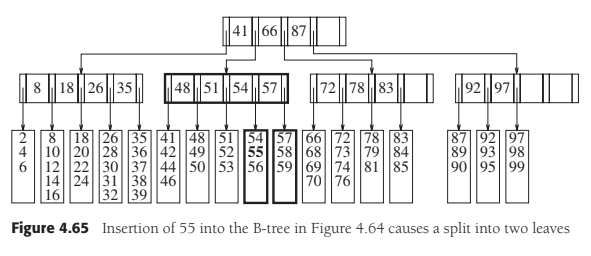 41 66 87
8 18 26 35 48 51 54 57 72 78 83 92 97
2 8 18 26 35 41 48 51 54 57 66 72 78 83 87 92 97
4 10 20 28 36 42 49 52 55 58 68 73 79 84 89 93 98
6 12 22 30 37 44 50 53 56 59 69 74 81 85 90 95 99
14 24 31 38 46 70 76
16 32 39
Figure 4.65 Insertion of 55 into the B-tree in Figure 4.64 causes a split into two leaves